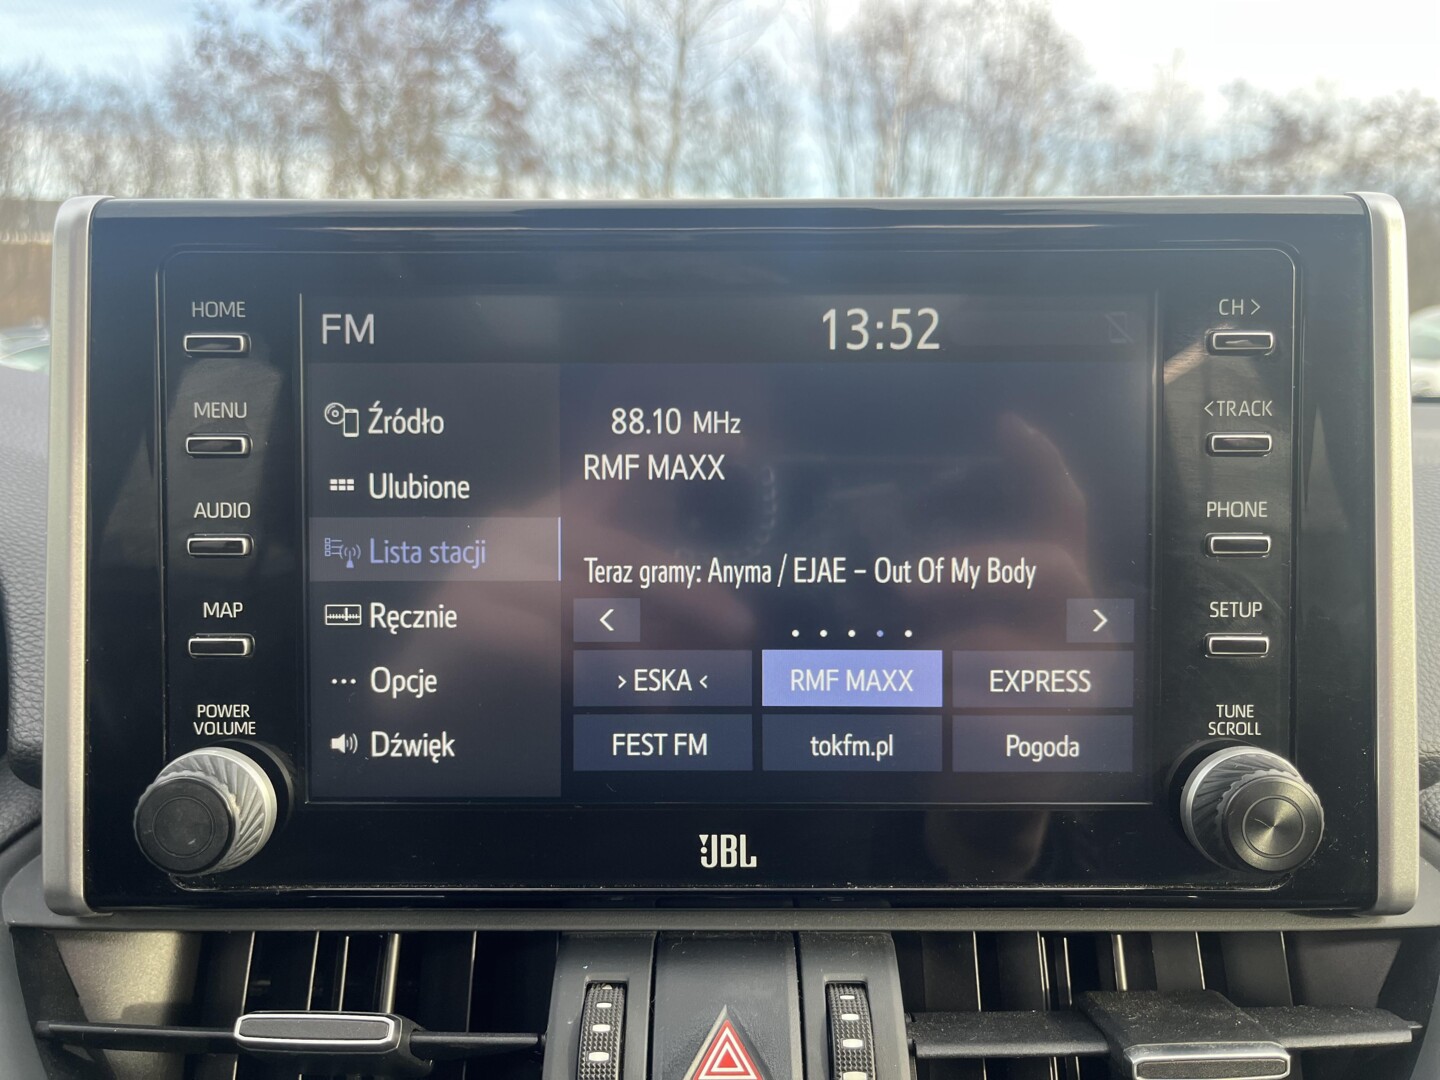 HOME
MENU
AUDIO
MAP
POWER
VOLUME
FM
13:52
Źródło
Ulubione
Lista stacji
Ręcznie
Opcje
Dźwięk
88.10 MHz
RMF MAXX
Teraz gramy: Anyma / EJAE – Out Of My Body
< >
› ESKA ‹ RMF MAXX EXPRESS
FEST FM tokfm.pl Pogoda
CH >
<TRACK
PHONE
SETUP
TUNE
SCROLL
JBL